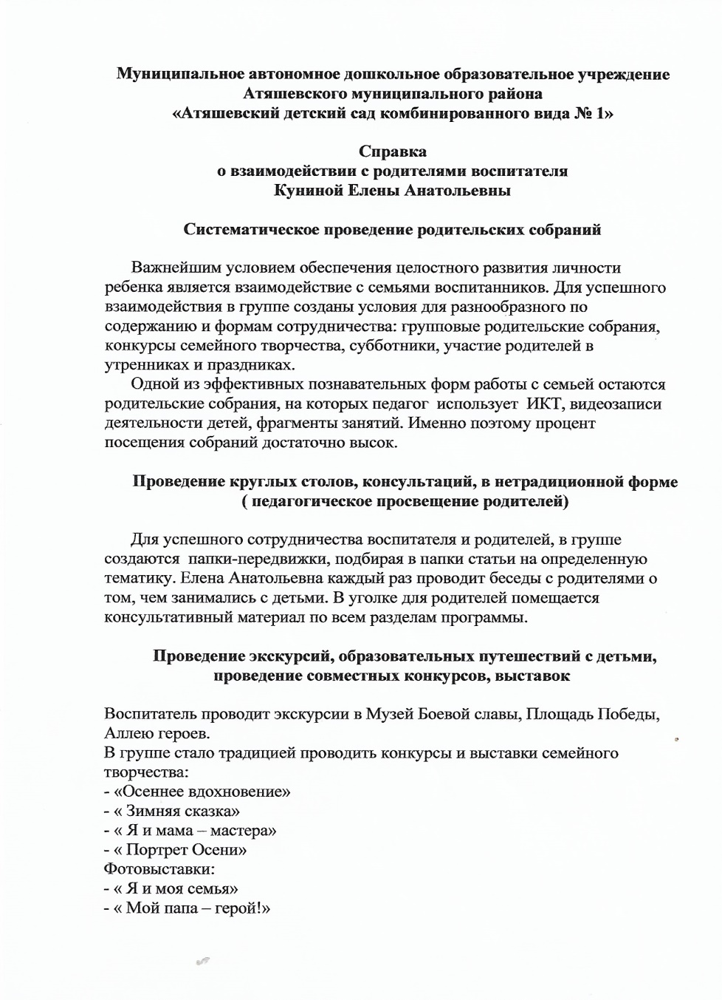 Муниципальное автономное дошкольное образовательное учреждение
Атяшевского муниципального района
«Атяшевский детский сад комбинированного вида № 1»
Справка
о взаимодействии с родителями воспитателя
Куниной Елены Анатольевны
Систематическое проведение родительских собраний
Важнейшим условием обеспечения целостного развития личности
ребенка является взаимодействие с семьями воспитанников. Для успешного
взаимодействия в группе созданы условия для разнообразного по
содержанию и формам сотрудничества: групповые родительские собрания,
конкурсы семейного творчества, субботники, участие родителей в
утренниках и праздниках.
Одной из эффективных познавательных форм работы с семьей остаются
родительские собрания, на которых педагог  использует  ИКТ, видеозаписи
деятельности детей, фрагменты занятий. Именно поэтому процент
посещения собраний достаточно высок.
Проведение круглых столов, консультаций, в нетрадиционной форме
( педагогическое просвещение родителей)
Для успешного сотрудничества воспитателя и родителей, в группе
создаются  папки-передвижки, подбирая в папки статьи на определенную
тематику. Елена Анатольевна каждый раз проводит беседы с родителями о
том, чем занимались с детьми. В уголке для родителей помещается
консультативный материал по всем разделам программы.
Проведение экскурсий, образовательных путешествий с детьми,
проведение совместных конкурсов, выставок
Воспитатель проводит экскурсии в Музей Боевой славы, Площадь Победы,
Аллею героев.
В группе стало традицией проводить конкурсы и выставки семейного
творчества:
- «Осеннее вдохновение»
- « Зимняя сказка»
- « Я и мама – мастера»
- « Портрет Осени»
Фотовыставки:
- « Я и моя семья»
- « Мой папа – герой!»